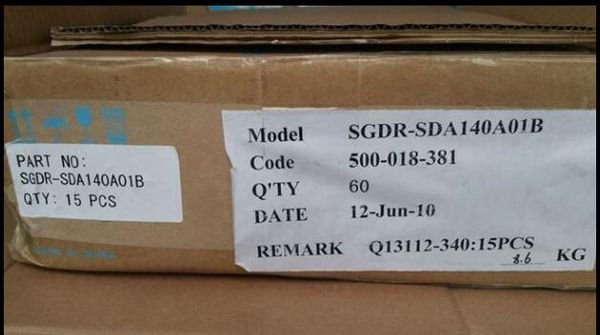 PART NO:
SGDR-SDA140A01B
QTY: 15 PCS
Model SGDR-SDA140A01B
Code 500-018-381
Q'TY 60
DATE 12-Jun-10
REMARK Q13112-340:15PCS
8.6 KG